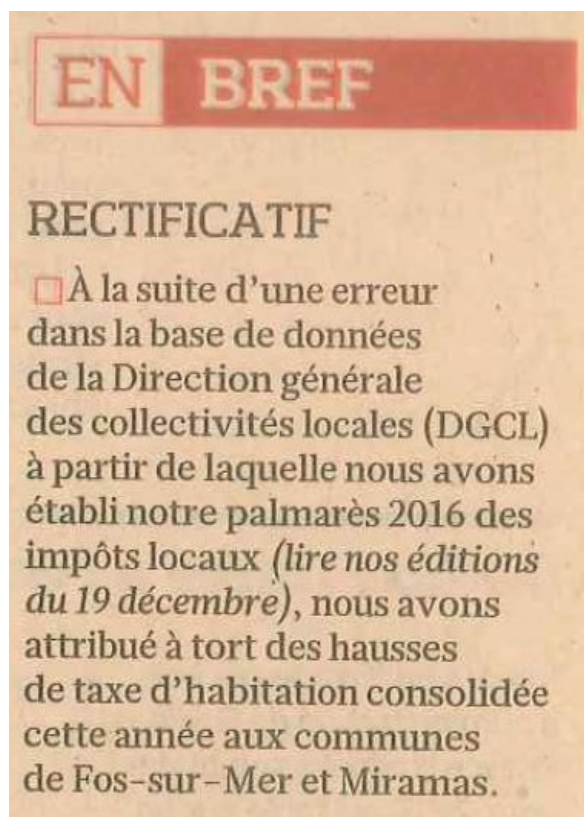 EN BREF
RECTIFICATIF
À la suite d'une erreur
dans la base de données
de la Direction générale
des collectivités locales (DGCL)
à partir de laquelle nous avons
établi notre palmarès 2016 des
impôts locaux (lire nos éditions
du 19 décembre), nous avons
attribué à tort des hausses
de taxe d'habitation consolidée
cette année aux communes
de Fos-sur-Mer et Miramas.